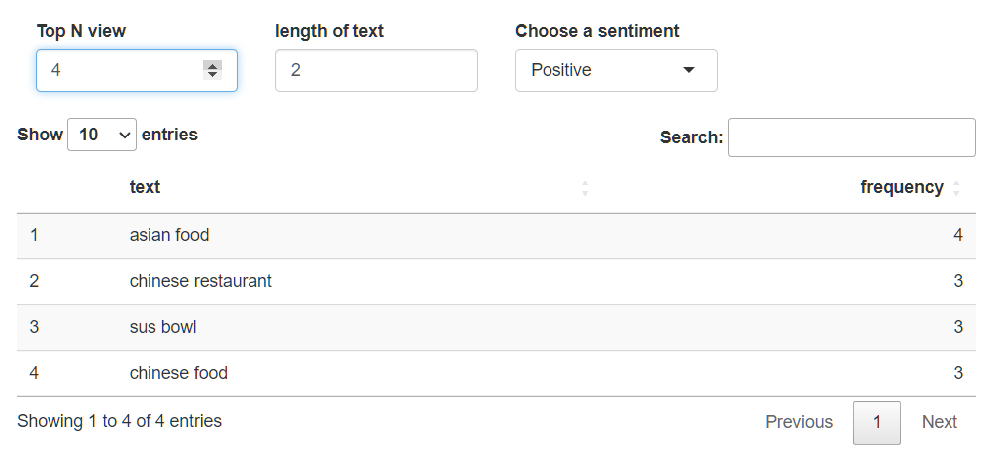 Top N view length of text Choose a sentiment
4 2 Positive
Show 10 entries Search:
text frequency
1 asian food 4
2 chinese restaurant 3
3 sus bowl 3
4 chinese food 3
Showing 1 to 4 of 4 entries Previous 1 Next